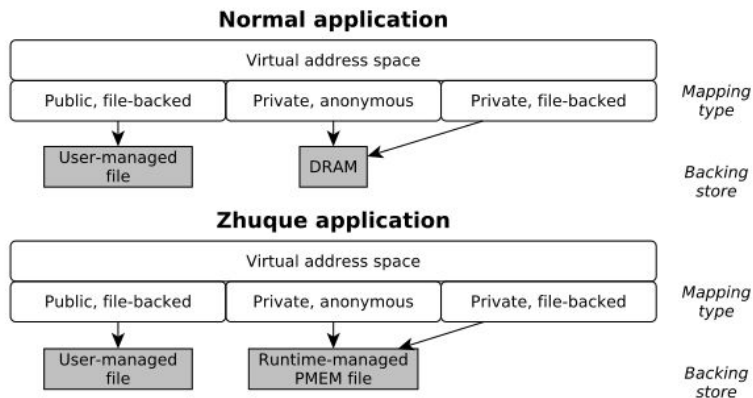 Normal application
Virtual address space
Public, file-backed
Private, anonymous
Private, file-backed
Mapping
type
User-managed
file
DRAM
Backing
store
Zhuque application
Virtual address space
Public, file-backed
Private, anonymous
Private, file-backed
Mapping
type
User-managed
file
Runtime-managed
PMEM file
Backing
store